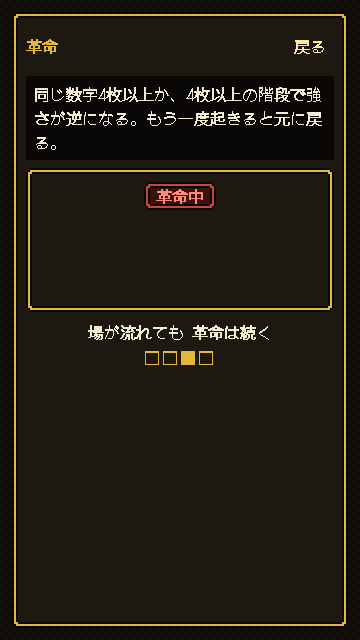 革命
戻る
同じ数字4枚以上か、4枚以上の階段で強
さが逆になる。もう一度起きると元に戻
る。
革命中
場が流れても 革命は続く